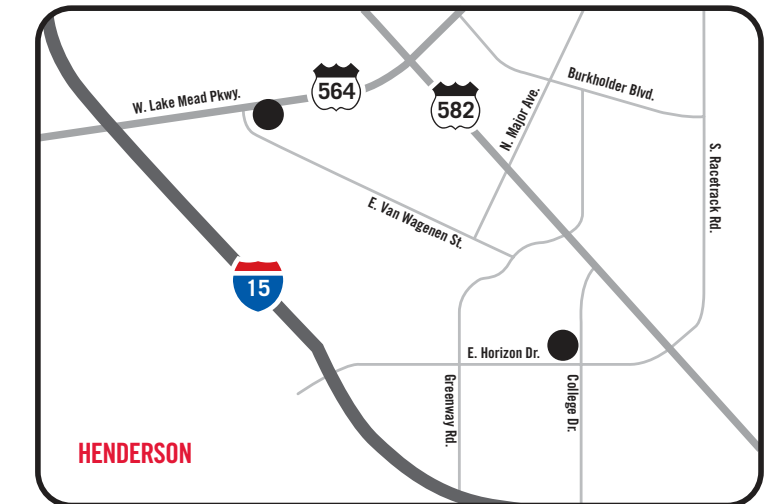 W. Lake Mead Pkwy.
564
582
Burkholder Blvd.
N. Major Ave.
S. Racetrack Rd.
E. Van Wagenen St.
15
E. Horizon Dr.
Greenway Rd.
College Dr.
HENDERSON